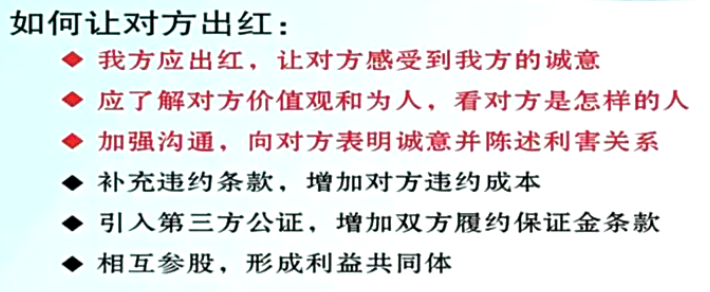 如何让对方出红：
我方应出红，让对方感受到我方的诚意
应了解对方价值观和为人，看对方是怎样的人
加强沟通，向对方表明诚意并陈述利害关系
补充违约条款，增加对方违约成本
引入第三方公证，增加双方履约保证金条款
相互参股，形成利益共同体